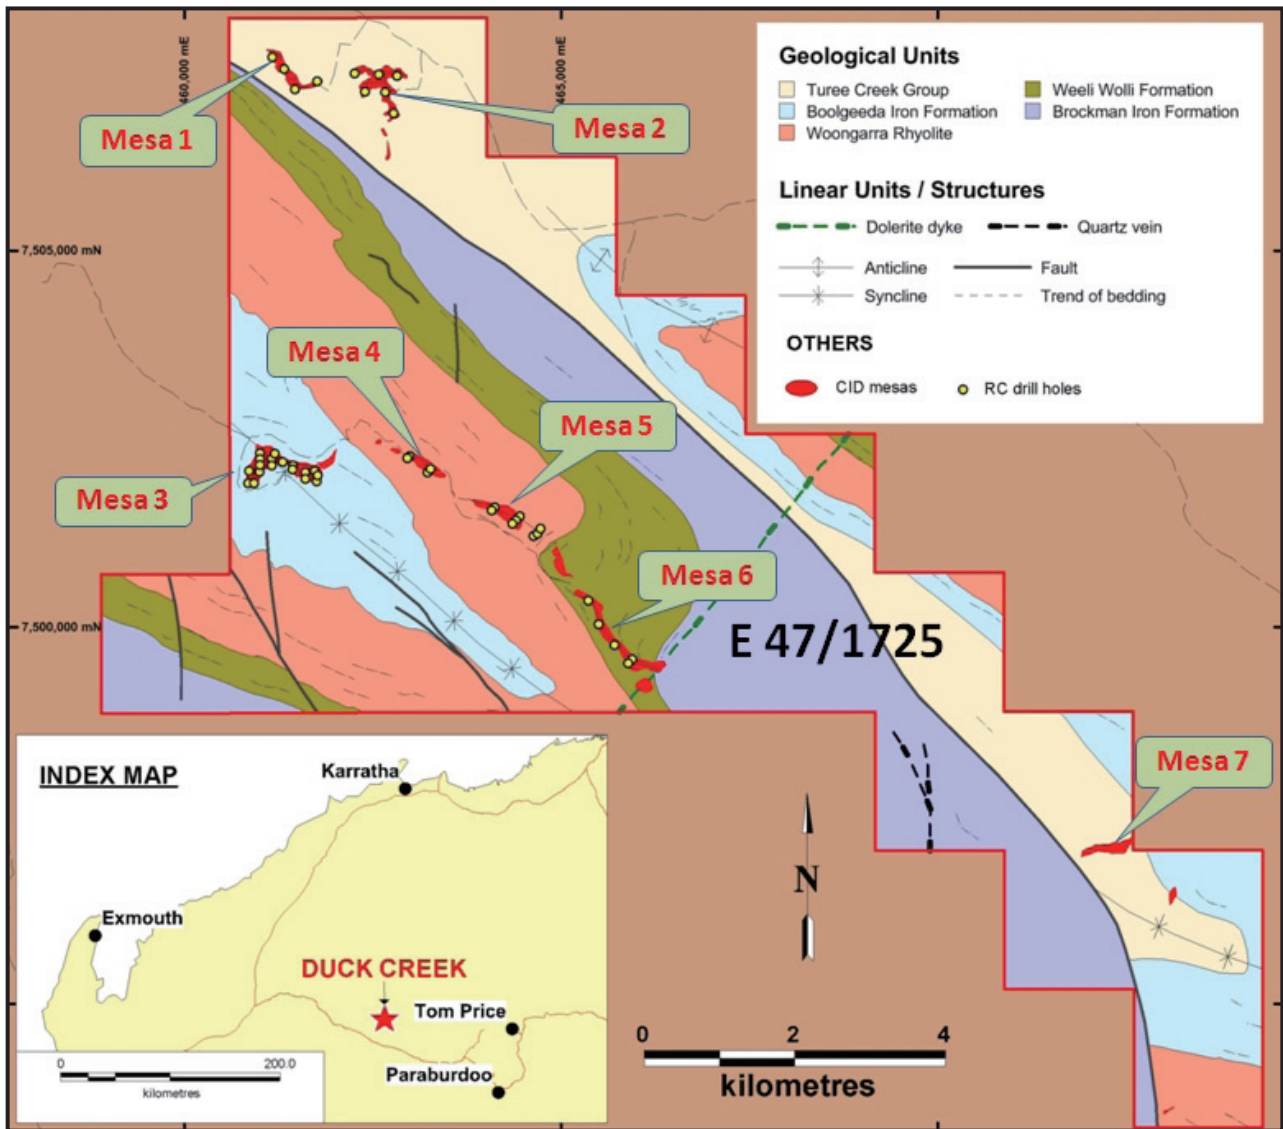 460,000 mE
465,000 mE
Mesa 1
Mesa 2
7,505,000 mN
Mesa 4
Mesa 5
Mesa 3
Mesa 6
7,500,000 mN
E 47/1725
Mesa 7
Geological Units
Turee Creek Group
Weeli Wolli Formation
Boolgeeda Iron Formation
Brockman Iron Formation
Woongarra Rhyolite
Linear Units / Structures
Dolerite dyke
Quartz vein
Anticline
Fault
Syncline
Trend of bedding
OTHERS
CID mesas
RC drill holes
INDEX MAP
Karratha
Exmouth
DUCK CREEK
Tom Price
Paraburdoo
0
200.0
kilometres
N
0
2
4
kilometres